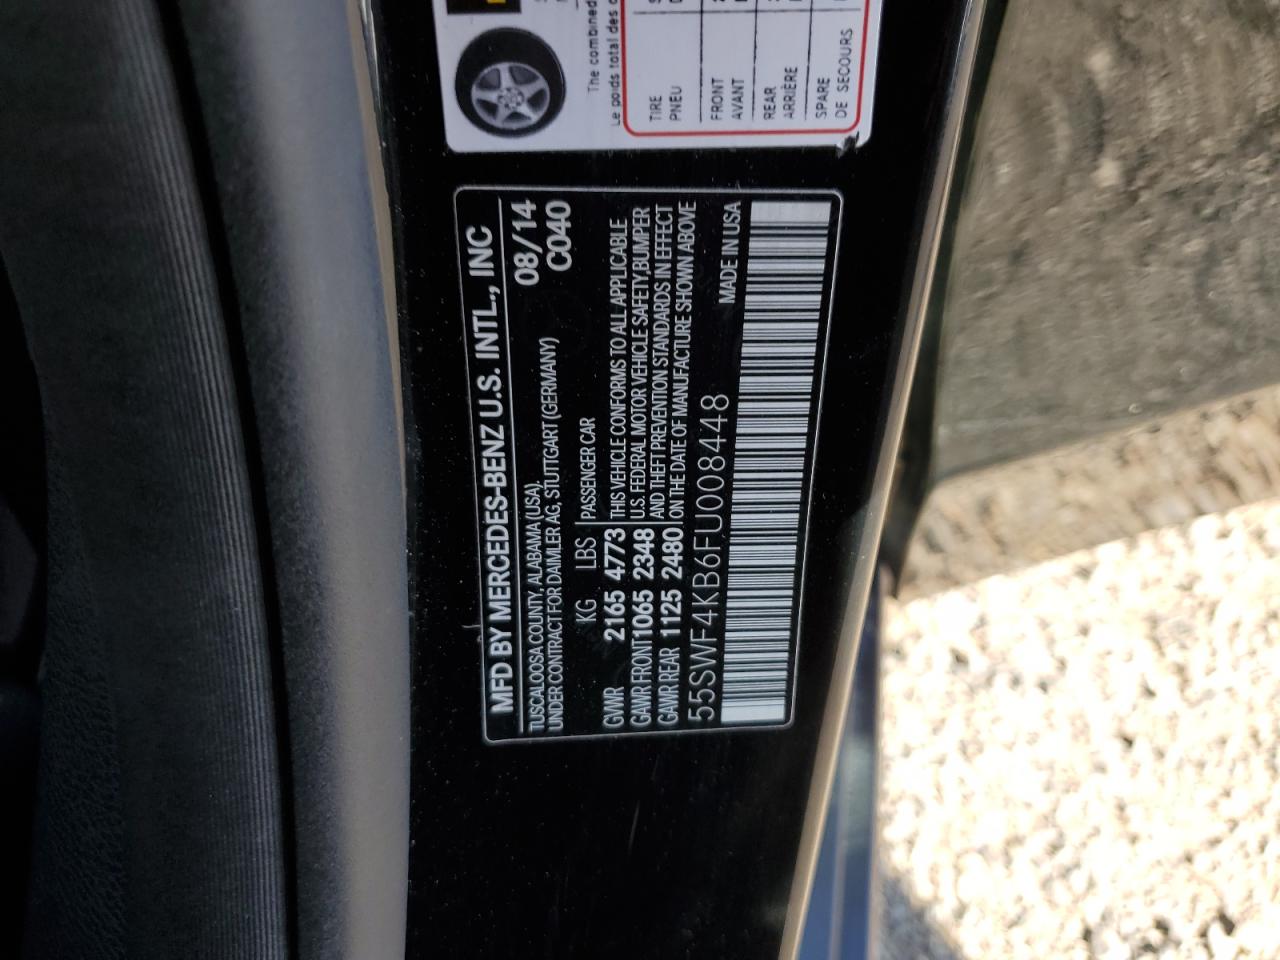 MFD BY MERCEDES-BENZ U.S. INTL., INC
TUSCALOOSA COUNTY, ALABAMA (USA), 08/14
UNDER CONTRACT FOR DAIMLER AG, STUTTGART (GERMANY) C040
KG LBS PASSENGER CAR
GVWR 2165 4773 THIS VEHICLE CONFORMS TO ALL APPLICABLE
GAWR FRONT 1065 2348 U.S. FEDERAL MOTOR VEHICLE SAFETY, BUMPER
GAWR REAR 1125 2480 AND THEFT PREVENTION STANDARDS IN EFFECT
ON THE DATE OF MANUFACTURE SHOWN ABOVE
55SWF4KB6FU008448 MADE IN USA
The combined
Le poids total des
TIRE
PNEU
FRONT
AVANT
REAR
ARRIÈRE
SPARE
DE SECOURS